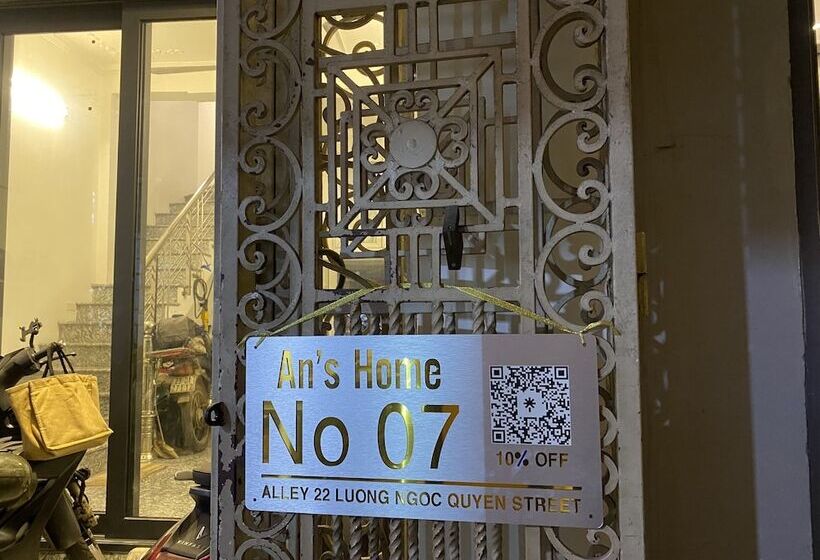 An's Home
No 07
10% OFF
ALLEY 22 LUONG NGOC QUYEN STREET